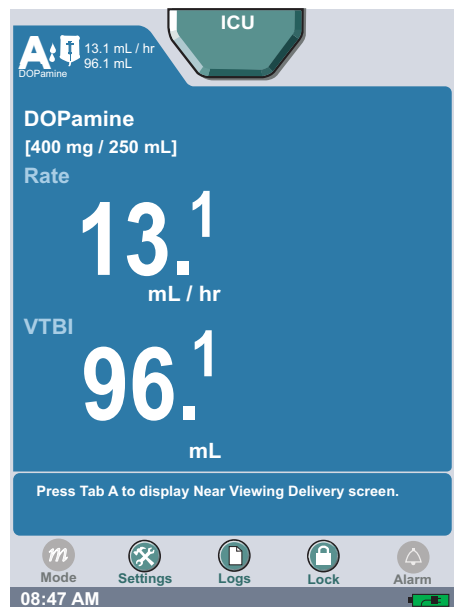 ICU
A
13.1 mL / hr
96.1 mL
DOPamine
DOPamine
[400 mg / 250 mL]
Rate
13.1
mL / hr
VTBI
96.1
mL
Press Tab A to display Near Viewing Delivery screen.
m
Mode Settings Logs Lock Alarm
08:47 AM